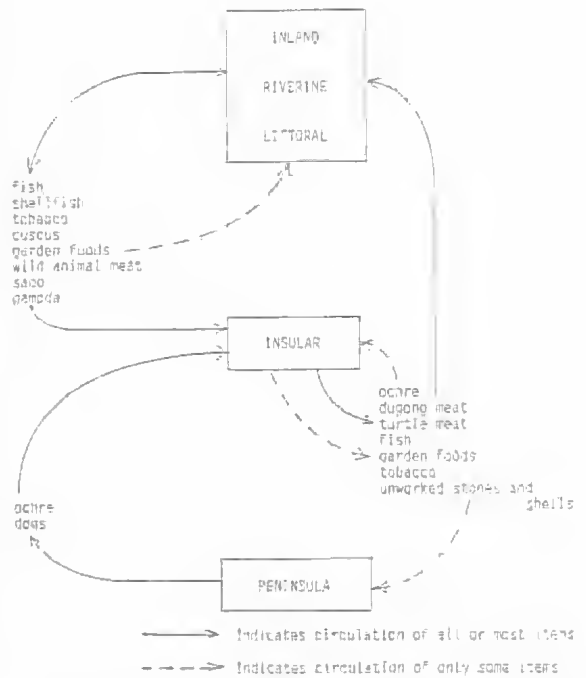 INLAND
RIVERINE
LITTORAL
fish
shellfish
tobacco
cuscus
garden foods
wild animal meat
sago
gamoda
INSULAR
ochre
dugong meat
turtle meat
fish
garden foods
tobacco
unworked stones and
shells
ochre
dogs
PENINSULA
Indicates circulation of all or most items
Indicates circulation of only some items